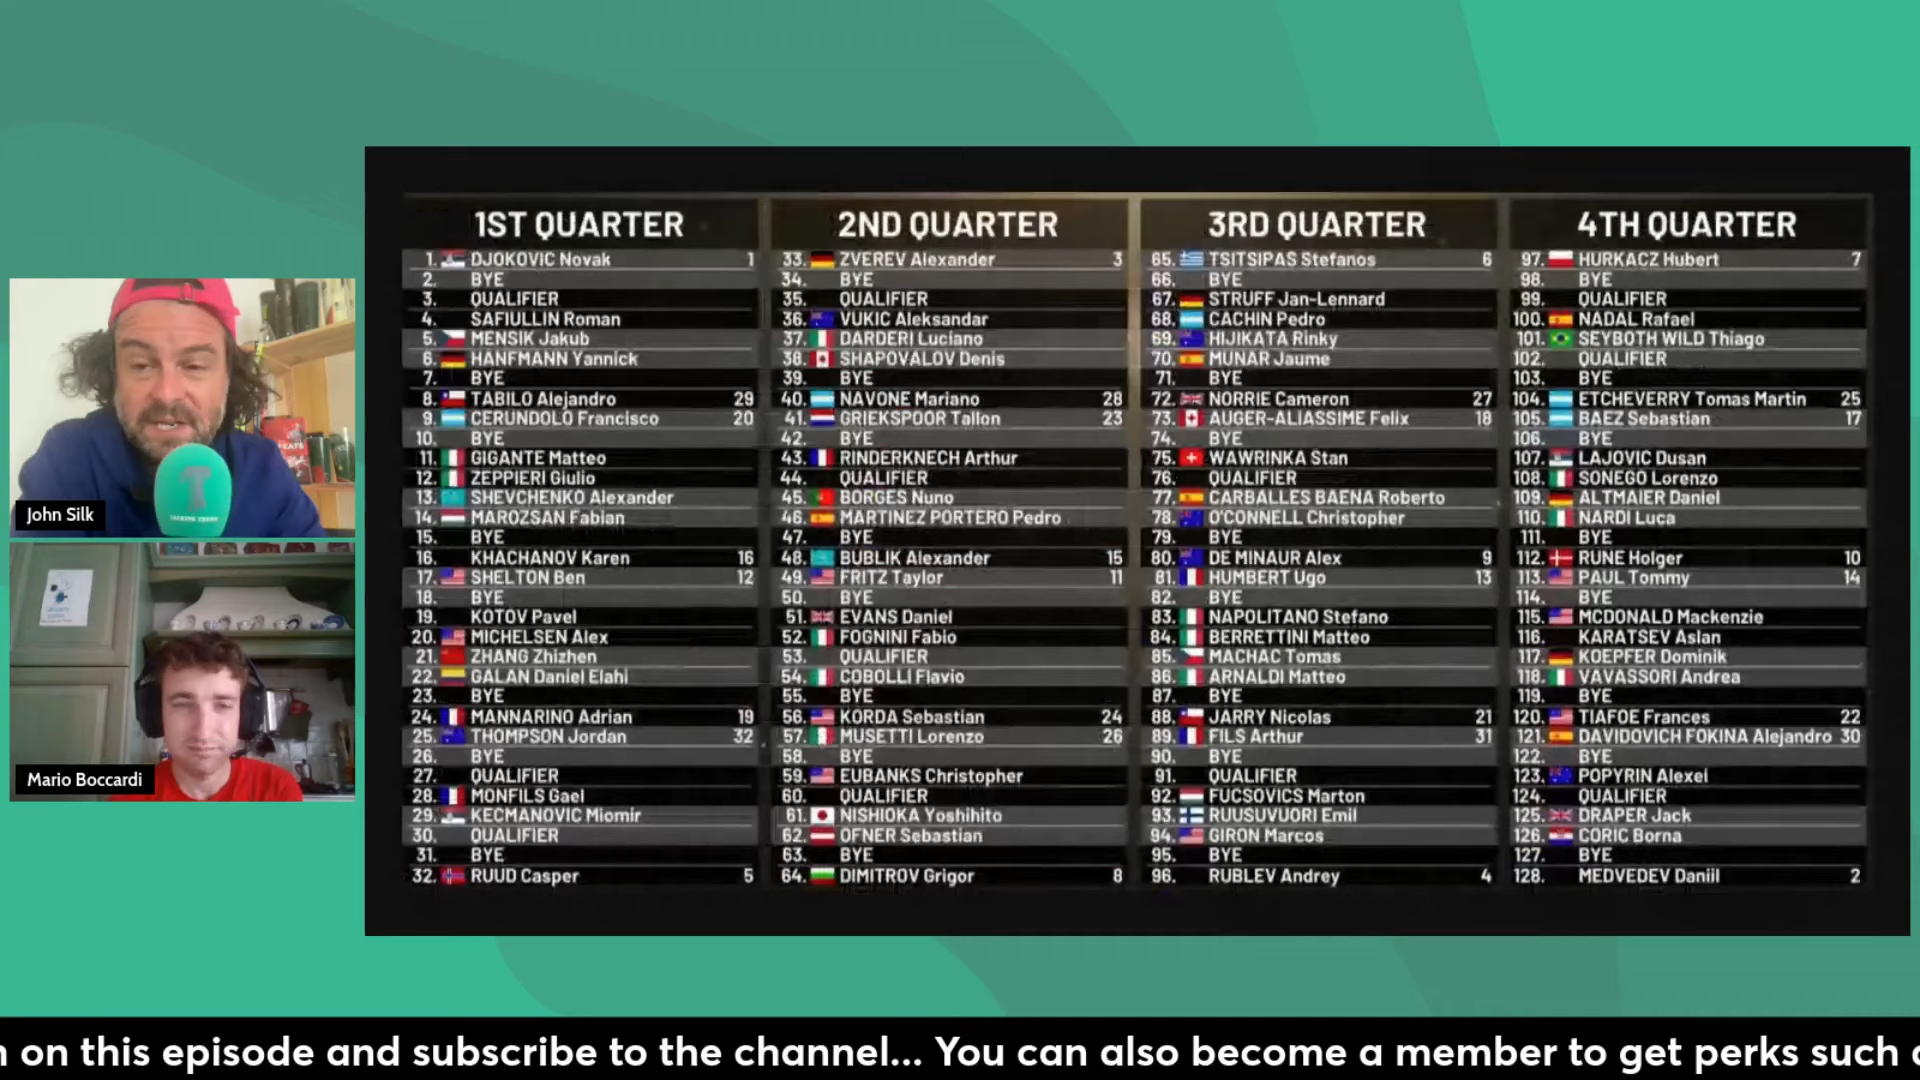 1ST QUARTER
1. DJOKOVIC Novak 1
2. BYE
3. QUALIFIER
4. SAFIULLIN Roman
5. MENSIK Jakub
6. HANFMANN Yannick
7. BYE
8. TABILO Alejandro 29
9. CERUNDOLO Francisco 20
10. BYE
11. GIGANTE Matteo
12. ZEPPIERI Giulio
13. SHEVCHENKO Alexander
14. MAROZSAN Fabian
15. BYE
16. KHACHANOV Karen 16
17. SHELTON Ben 12
18. BYE
19. KOTOV Pavel
20. MICHELSEN Alex
21. ZHANG Zhizhen
22. GALAN Daniel Elahi
23. BYE
24. MANNARINO Adrian 19
25. THOMPSON Jordan 32
26. BYE
27. QUALIFIER
28. MONFILS Gael
29. KECMANOVIC Miomir
30. QUALIFIER
31. BYE
32. RUUD Casper 5
2ND QUARTER
33. ZVEREV Alexander 3
34. BYE
35. QUALIFIER
36. VUKIC Aleksandar
37. DARDERI Luciano
38. SHAPOVALOV Denis
39. BYE
40. NAVONE Mariano 28
41. GRIEKSPOOR Tallon 23
42. BYE
43. RINDERKNECH Arthur
44. QUALIFIER
45. BORGES Nuno
46. MARTINEZ PORTERO Pedro
47. BYE
48. BUBLIK Alexander 15
49. FRITZ Taylor 11
50. BYE
51. EVANS Daniel
52. FOGNINI Fabio
53. QUALIFIER
54. COBOLLI Flavio
55. BYE
56. KORDA Sebastian 24
57. MUSETTI Lorenzo 26
58. BYE
59. EUBANKS Christopher
60. QUALIFIER
61. NISHIOKA Yoshihito
62. OFNER Sebastian
63. BYE
64. DIMITROV Grigor 8
3RD QUARTER
65. TSITSIPAS Stefanos 6
66. BYE
67. STRUFF Jan-Lennard
68. CACHIN Pedro
69. HIJIKATA Rinky
70. MUNAR Jaume
71. BYE
72. NORRIE Cameron 27
73. AUGER-ALIASSIME Felix 18
74. BYE
75. WAWRINKA Stan
76. QUALIFIER
77. CARBALLES BAENA Roberto
78. O'CONNELL Christopher
79. BYE
80. DE MINAUR Alex 9
81. HUMBERT Ugo 13
82. BYE
83. NAPOLITANO Stefano
84. BERRETTINI Matteo
85. MACHAC Tomas
86. ARNALDI Matteo
87. BYE
88. JARRY Nicolas 21
89. FILS Arthur 31
90. BYE
91. QUALIFIER
92. FUCSOVICS Marton
93. RUUSUVUORI Emil
94. GIRON Marcos
95. BYE
96. RUBLEV Andrey 4
4TH QUARTER
97. HURKACZ Hubert 7
98. BYE
99. QUALIFIER
100. NADAL Rafael
101. SEYBOTH WILD Thiago
102. QUALIFIER
103. BYE
104. ETCHEVERRY Tomas Martin 25
105. BAEZ Sebastian 17
106. BYE
107. LAJOVIC Dusan
108. SONEGO Lorenzo
109. ALTMAIER Daniel
110. NARDI Luca
111. BYE
112. RUNE Holger 10
113. PAUL Tommy 14
114. BYE
115. MCDONALD Mackenzie
116. KARATSEV Aslan
117. KOEPFER Dominik
118. VAVASSORI Andrea
119. BYE
120. TIAFOE Frances 22
121. DAVIDOVICH FOKINA Alejandro 30
122. BYE
123. POPYRIN Alexei
124. QUALIFIER
125. DRAPER Jack
126. CORIC Borna
127. BYE
128. MEDVEDEV Daniil 2
John Silk
TALKING TENNIS
Mario Boccardi
on this episode and subscribe to the channel... You can also become a member to get perks such